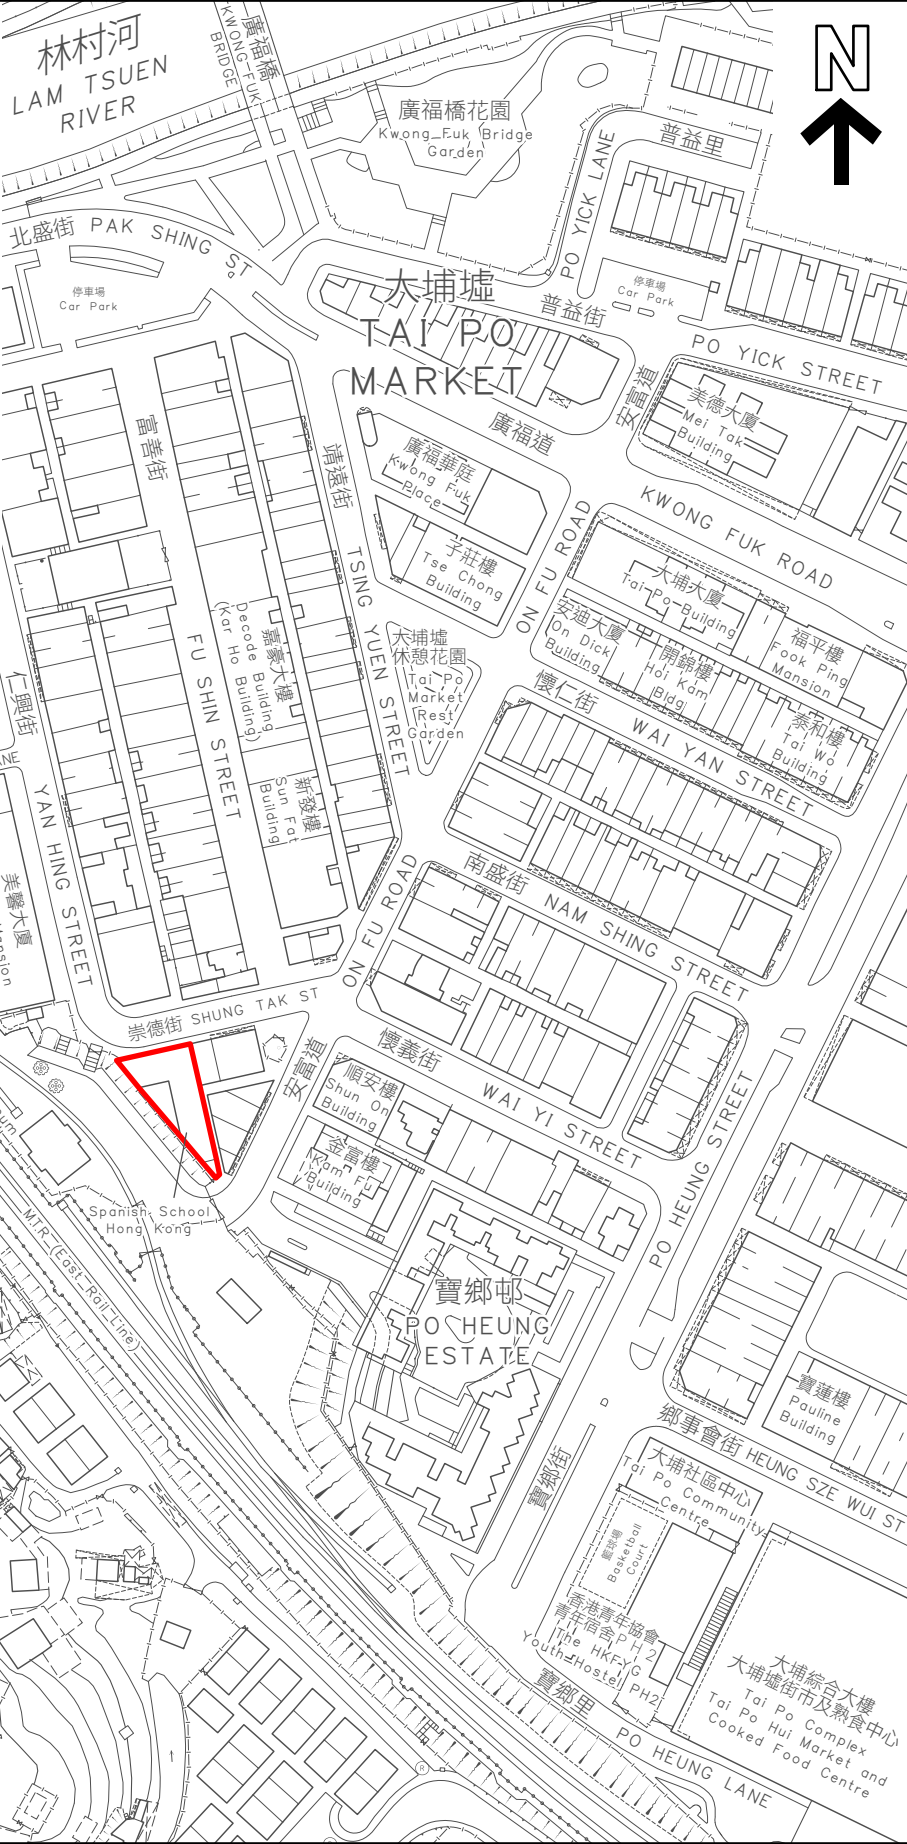 林村河
LAM TSUEN
RIVER
廣福橋
KWONG FUK
BRIDGE
N
廣福橋花園
Kwong Fuk Bridge
Garden
普益里
PO YICK LANE
北盛街 PAK SHING ST
停車場
Car Park
停車場
Car Park
大埔墟
TAI PO
MARKET
普益街
PO YICK STREET
安富道
美德大廈
Mei Tak
Building
廣福道
KWONG FUK ROAD
富善街
FU SHIN STREET
靖遠街
TSING YUEN STREET
廣福華庭
Kwong Fuk
Place
子莊樓
Tse Chong
Building
ON FU ROAD
大埔大廈
Tai Po Building
安迪大廈
On Dick
Building
開錦樓
Hoi Kam
Bldg
福平樓
Fook Ping
Mansion
泰和樓
Tai Wo
Building
嘉豪大樓
Decode Building
(Kar Ho Building)
大埔墟
休憩花園
Tai Po
Market
Rest
Garden
懷仁街
WAI YAN STREET
仁興街
YAN HING STREET
新發樓
Sun Fat
Building
美馨大廈
南盛街
NAM SHING STREET
ON FU ROAD
崇德街 SHUNG TAK ST
安富道
懷義街
WAI YI STREET
順安樓
Shun On
Building
金富樓
Kam Fu
Building
PO HEUNG STREET
Spanish School
Hong Kong
MTR (East Rail Line)
寶鄉邨
PO HEUNG
ESTATE
寶蓮樓
Pauline
Building
鄉事會街 HEUNG SZE WUI ST
寶鄉街
大埔社區中心
Tai Po Community
Centre
籃球場
Basketball
Court
香港青年協會
青年宿舍PH2
The HKFYG
Youth Hostel PH2
寶鄉里
PO HEUNG LANE
大埔綜合大樓
大埔墟街市及熟食中心
Tai Po Complex
Tai Po Hui Market and
Cooked Food Centre
R